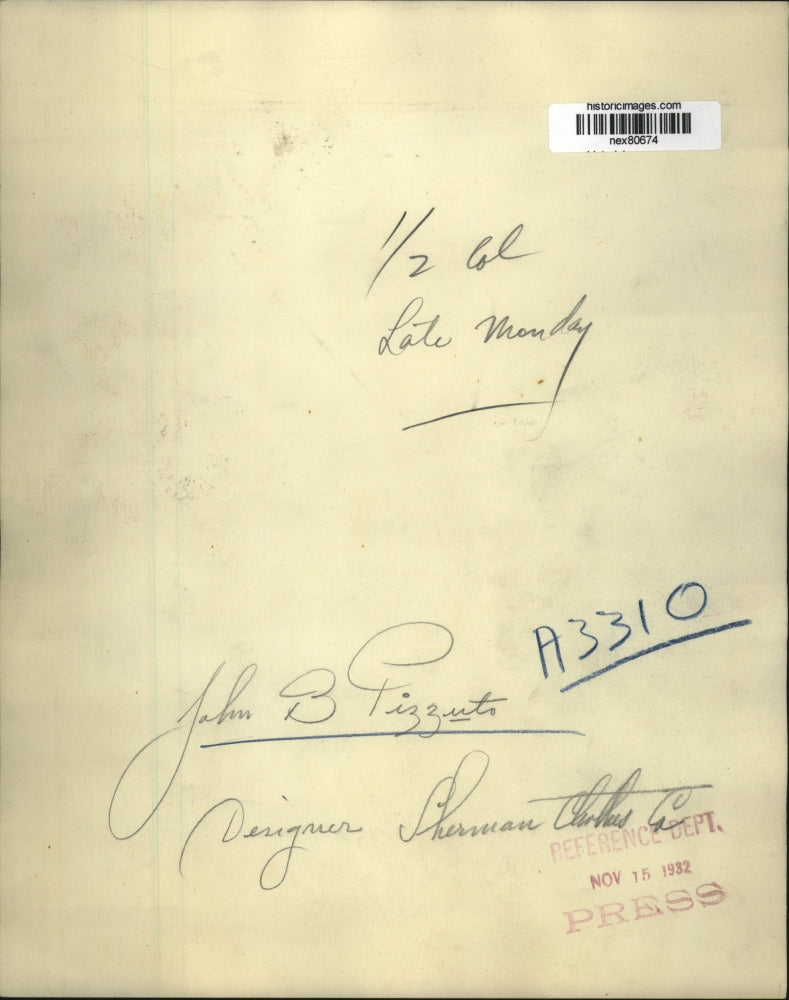 historicimages.com
nex80674
1/2 Col
Late Monday
A3310
John B Pizzuto
Designer Sherman Clothes Co
REFERENCE DEPT.
NOV 15 1932
PRESS